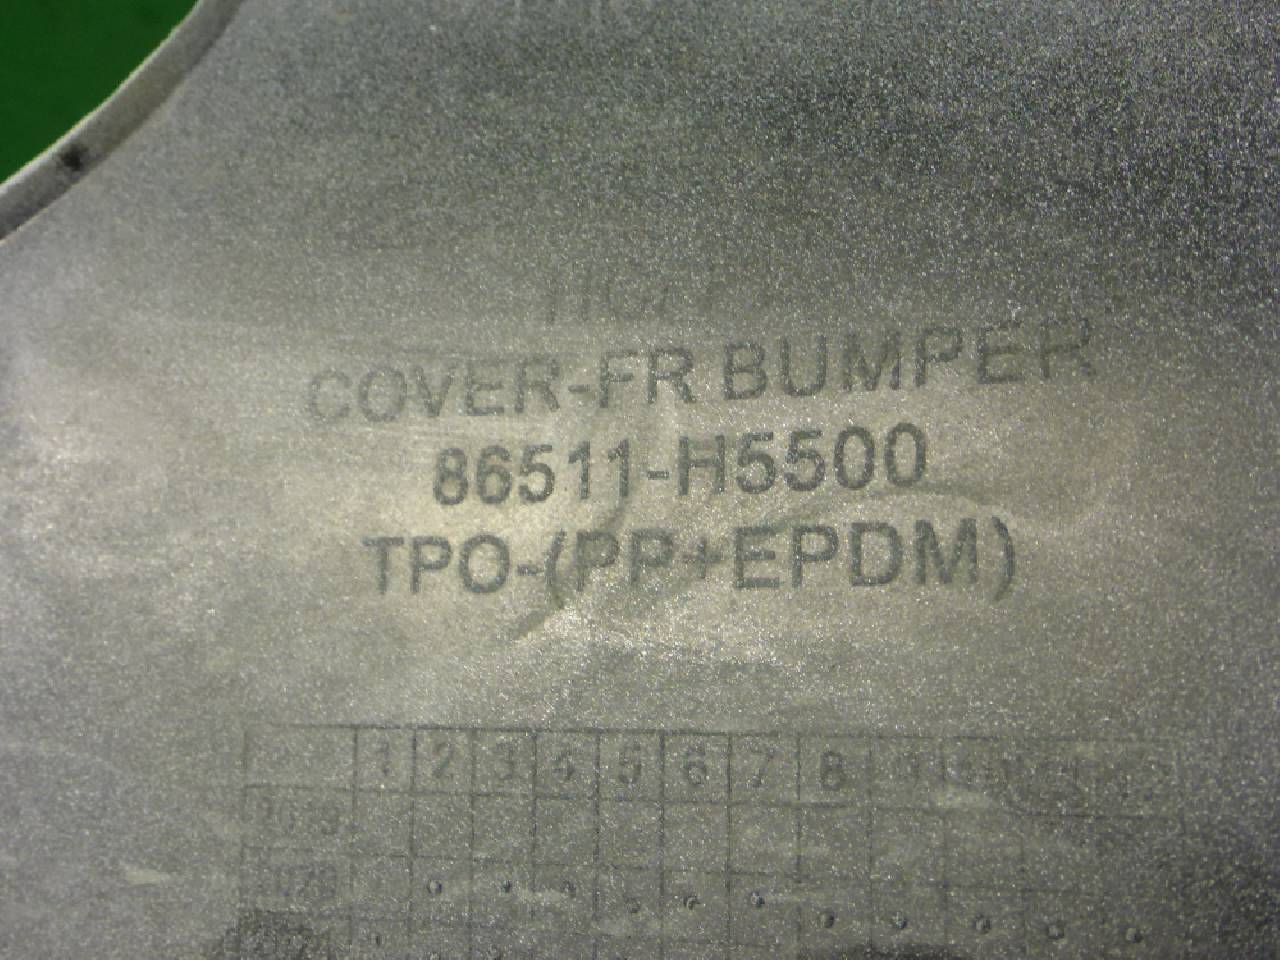 COVER-FR BUMPER
86511-H5500
TPO-(PP+EPDM)
1 2 3 4 5 6 7 8